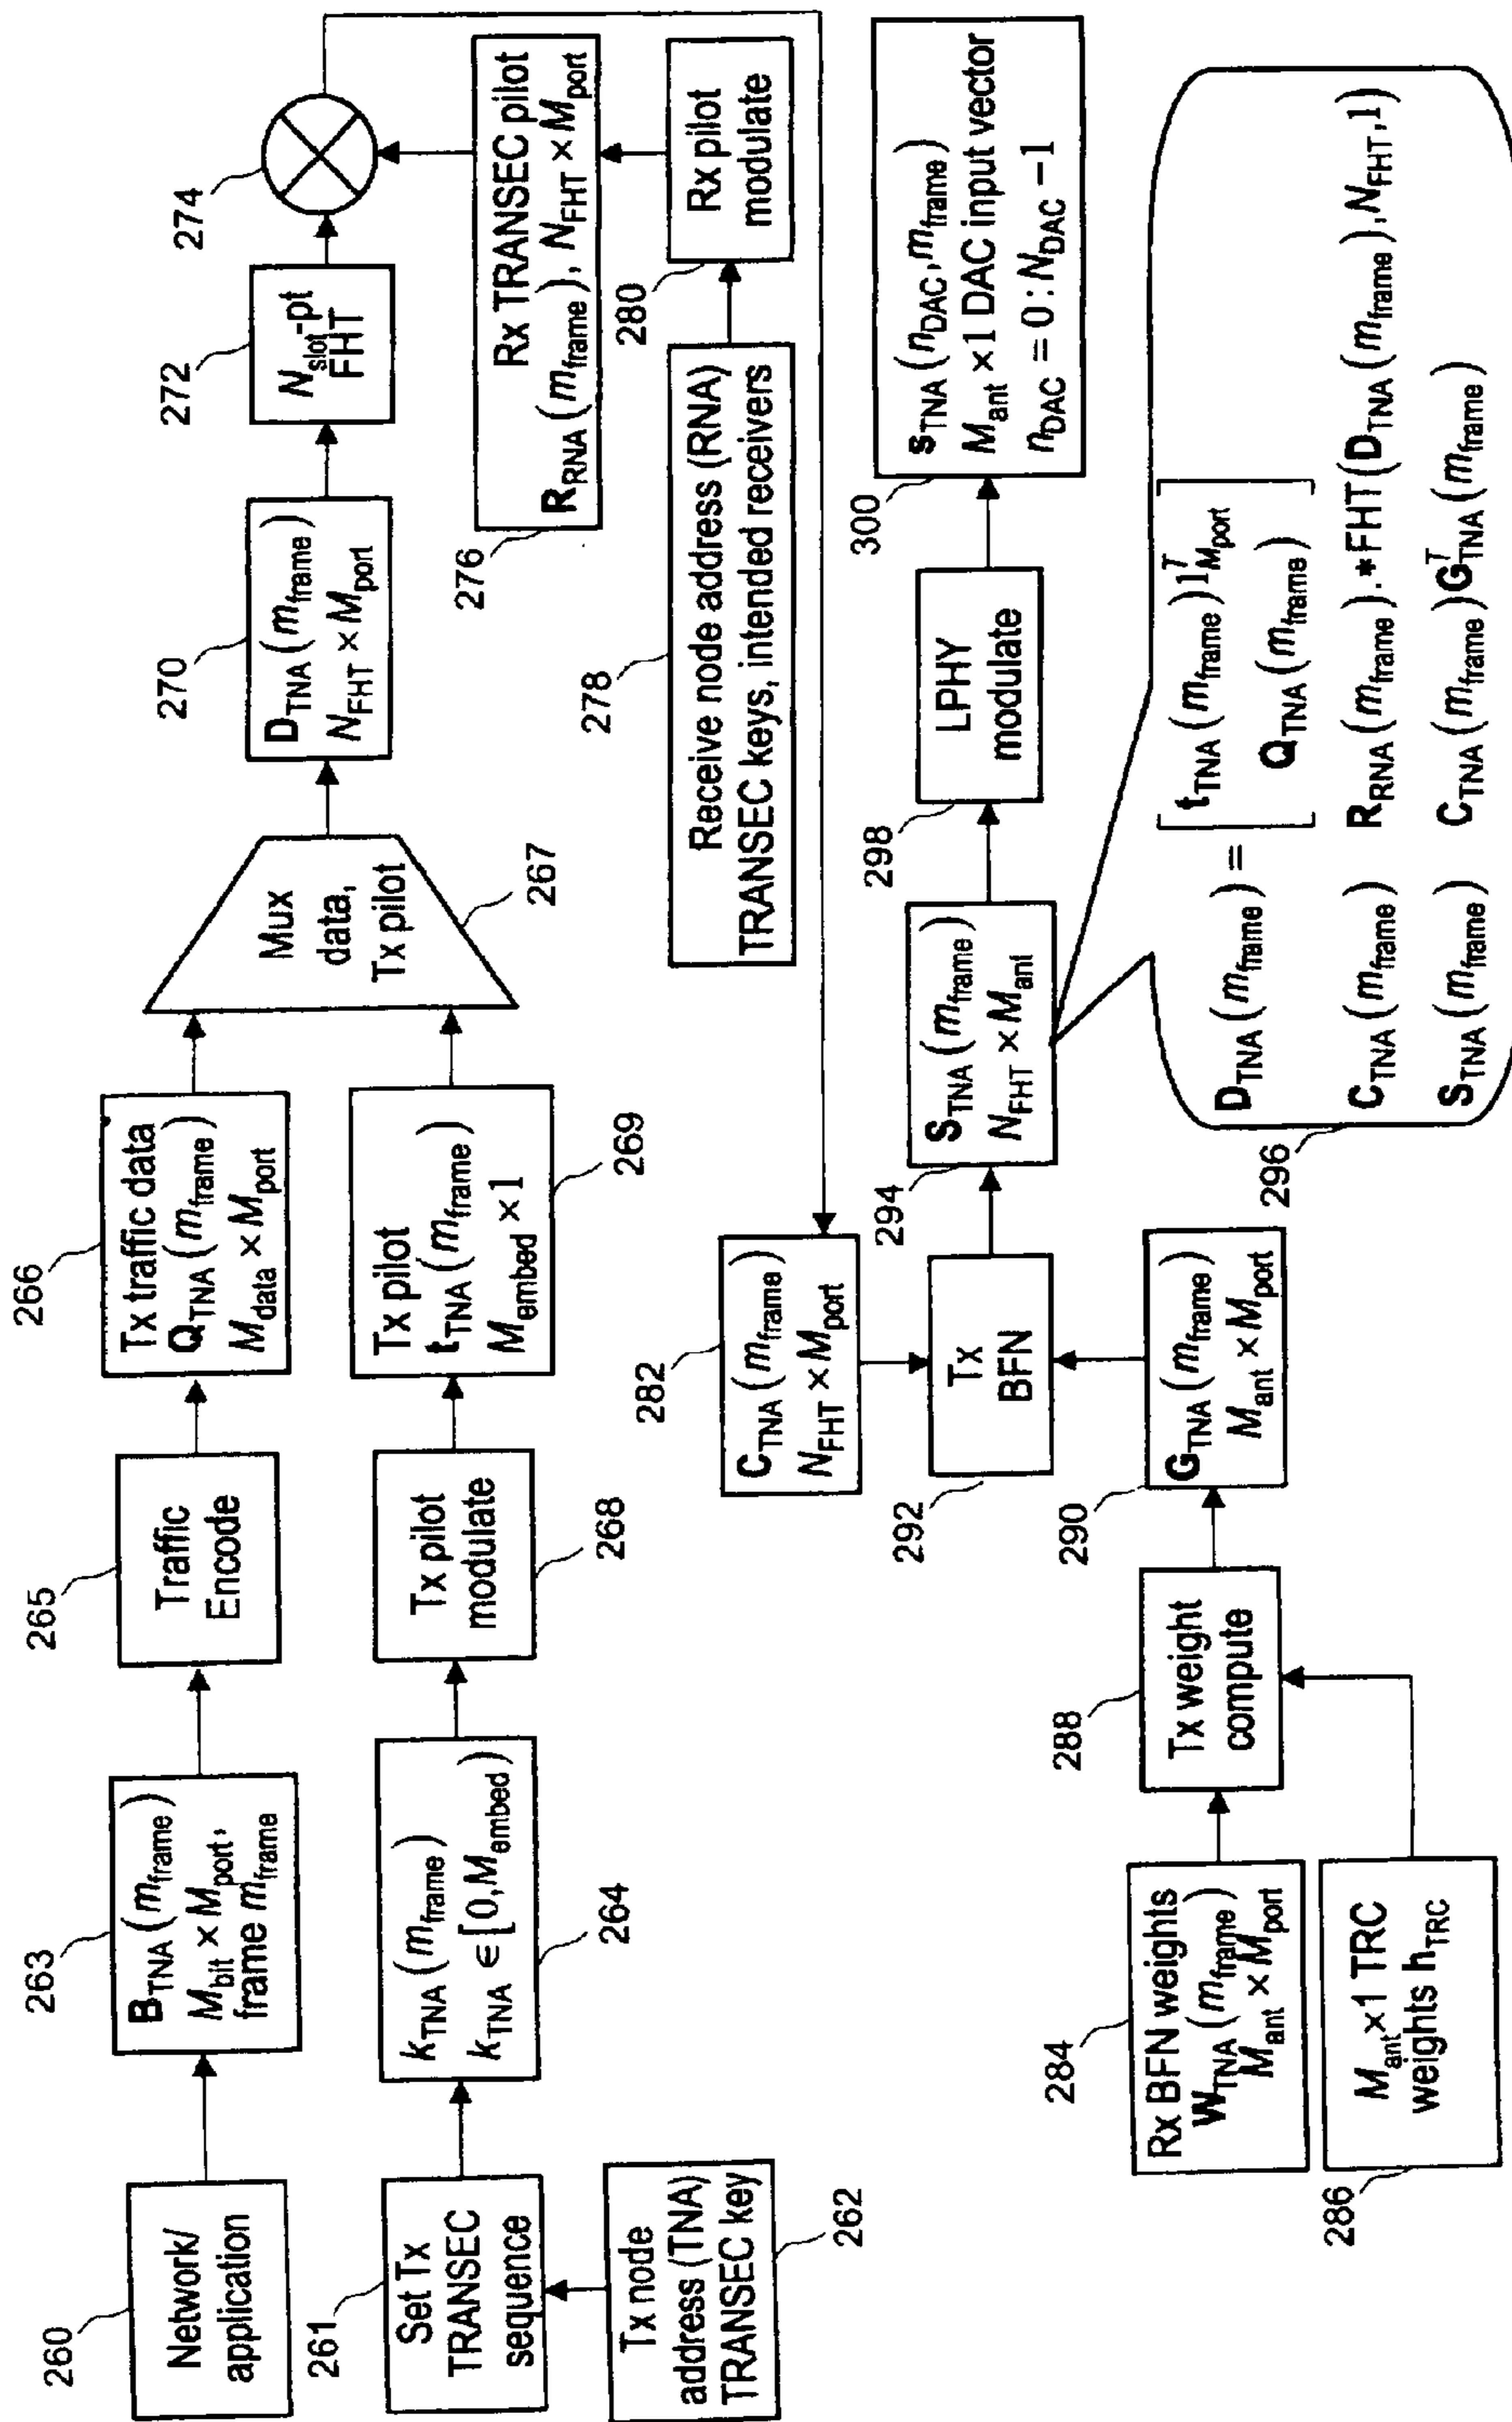 260
Network/
application
263
B_TNA(m_frame)
M_bit × M_port,
frame m_frame
265
Traffic
Encode
266
Tx traffic data
Q_TNA(m_frame)
M_data × M_port
261
Set Tx
TRANSEC
sequence
262
Tx node
address (TNA)
TRANSEC key
264
k_TNA(m_frame)
k_TNA ∈ [0,M_embed)
268
Tx pilot
modulate
269
Tx pilot
t_TNA(m_frame)
M_embed ×1
267
Mux
data,
Tx pilot
270
D_TNA(m_frame)
N_FHT × M_port
272
N_slot-pt
FHT
274
276
Rx TRANSEC pilot
R_RNA(m_frame), N_FHT × M_port
278
Receive node address (RNA)
TRANSEC keys, intended receivers
280
Rx pilot
modulate
282
C_TNA(m_frame)
N_FHT × M_port
284
Rx BFN weights
W_TNA(m_frame)
M_ant × M_port
286
M_ant ×1 TRC
weights h_TRC
288
Tx weight
compute
290
G_TNA(m_frame)
M_ant × M_port
292
Tx
BFN
294
S_TNA(m_frame)
N_FHT × M_ant
298
LPHY
modulate
300
s_TNA(n_DAC,m_frame)
M_ant ×1 DAC input vector
n_DAC = 0:N_DAC −1
296
D_TNA(m_frame) = [t_TNA(m_frame)1^T_M_port
Q_TNA(m_frame)]
C_TNA(m_frame) R_RNA(m_frame).∗FHT(D_TNA(m_frame),N_FHT,1)
S_TNA(m_frame) C_TNA(m_frame)G^T_TNA(m_frame)